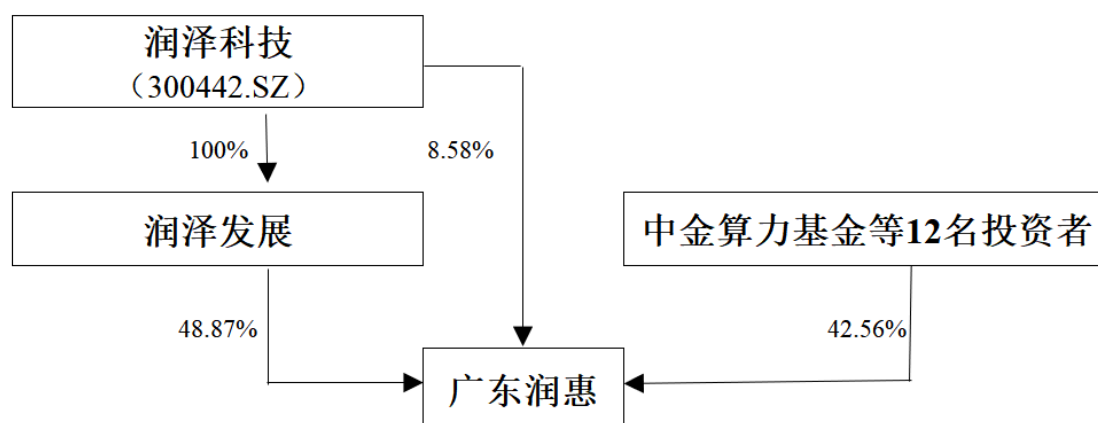 润泽科技
（300442.SZ）
100%
8.58%
润泽发展
中金算力基金等12名投资者
48.87%
42.56%
广东润惠